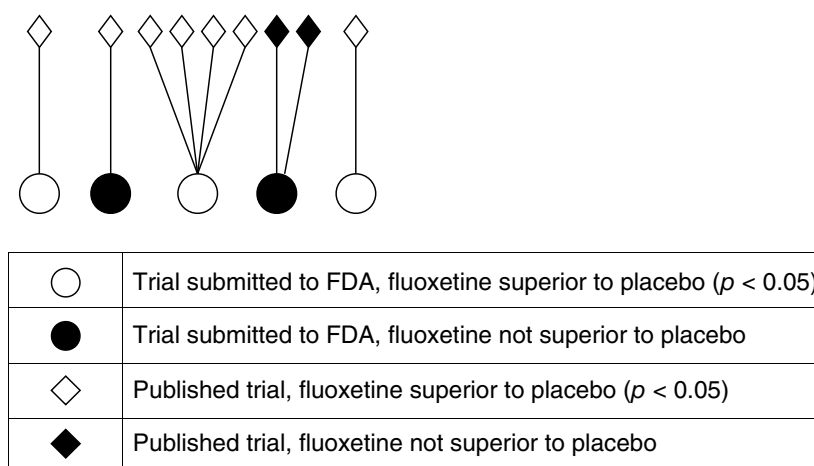 Trial submitted to FDA, fluoxetine superior to placebo (p < 0.05)
Trial submitted to FDA, fluoxetine not superior to placebo
Published trial, fluoxetine superior to placebo (p < 0.05)
Published trial, fluoxetine not superior to placebo